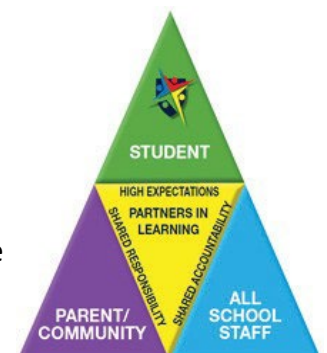 STUDENT
HIGH EXPECTATIONS
PARTNERS IN
LEARNING
SHARED RESPONSIBILITY
SHARED ACCOUNTABILITY
e
PARENT/
COMMUNITY
ALL
SCHOOL
STAFF